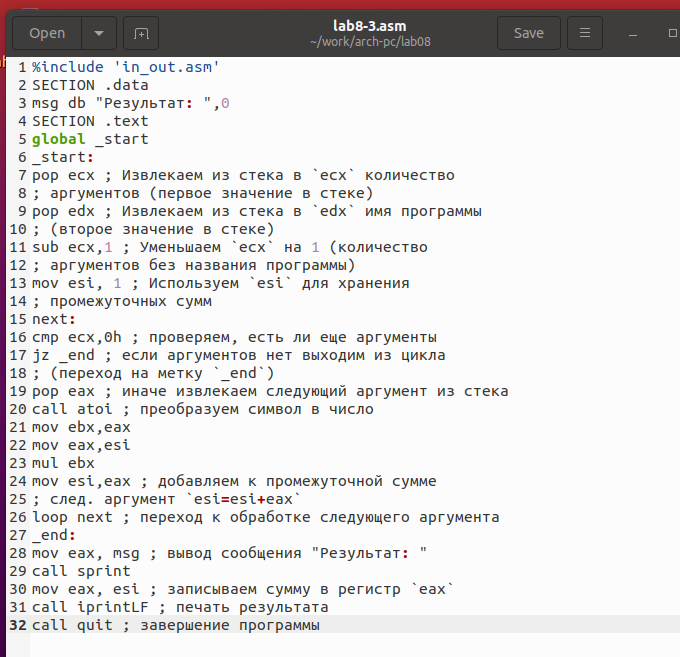 Open
lab8-3.asm
~/work/arch-pc/lab08
Save
1 %include 'in_out.asm'
2 SECTION .data
3 msg db "Результат: ",0
4 SECTION .text
5 global _start
6 _start:
7 pop ecx ; Извлекаем из стека в `ecx` количество
8 ; аргументов (первое значение в стеке)
9 pop edx ; Извлекаем из стека в `edx` имя программы
10 ; (второе значение в стеке)
11 sub ecx,1 ; Уменьшаем `ecx` на 1 (количество
12 ; аргументов без названия программы)
13 mov esi, 1 ; Используем `esi` для хранения
14 ; промежуточных сумм
15 next:
16 cmp ecx,0h ; проверяем, есть ли еще аргументы
17 jz _end ; если аргументов нет выходим из цикла
18 ; (переход на метку `_end`)
19 pop eax ; иначе извлекаем следующий аргумент из стека
20 call atoi ; преобразуем символ в число
21 mov ebx,eax
22 mov eax,esi
23 mul ebx
24 mov esi,eax ; добавляем к промежуточной сумме
25 ; след. аргумент `esi=esi+eax`
26 loop next ; переход к обработке следующего аргумента
27 _end:
28 mov eax, msg ; вывод сообщения "Результат: "
29 call sprint
30 mov eax, esi ; записываем сумму в регистр `eax`
31 call iprintLF ; печать результата
32 call quit ; завершение программы